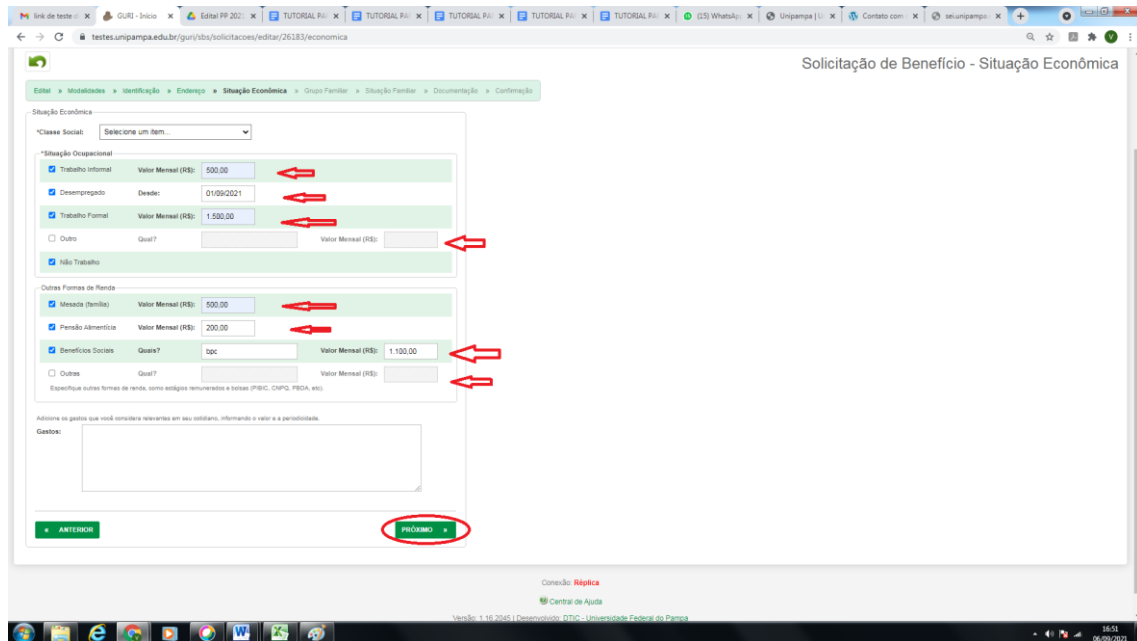 link de teste d
GURI - Início
Edital PP 2021
TUTORIAL PA
TUTORIAL PA
TUTORIAL PA
TUTORIAL PA
TUTORIAL PA
(15) WhatsAp
Unipampa | U
Contato com
sei.unipampa.
testes.unipampa.edu.br/guri/sbs/solicitacoes/editar/26183/economica
V
Solicitação de Benefício - Situação Econômica
Edital » Modalidades » Identificação » Endereço » Situação Econômica » Grupo Familiar » Situação Familiar » Documentação » Confirmação
Situação Econômica
*Classe Social: Selecione um item...
*Situação Ocupacional
Trabalho Informal Valor Mensal (R$): 500,00
Desempregado Desde: 01/09/2021
Trabalho Formal Valor Mensal (R$): 1.500,00
Outro Qual? Valor Mensal (R$):
Não Trabalho
Outras Formas de Renda
Mesada (família) Valor Mensal (R$): 500,00
Pensão Alimentícia Valor Mensal (R$): 200,00
Benefícios Sociais Quais? bpc Valor Mensal (R$): 1.100,00
Outras Qual? Valor Mensal (R$):
Especifique outras formas de renda, como estágios remunerados e bolsas (PIBIC, CNPQ, PBDA, etc).
Adicione os gastos que você considera relevantes em seu cotidiano, informando o valor e a periodicidade.
Gastos:
« ANTERIOR
PRÓXIMO »
Conexão: Réplica
Central de Ajuda
Versão: 1.16.2045 | Desenvolvido: DTIC - Universidade Federal do Pampa
16:51
06/09/2021